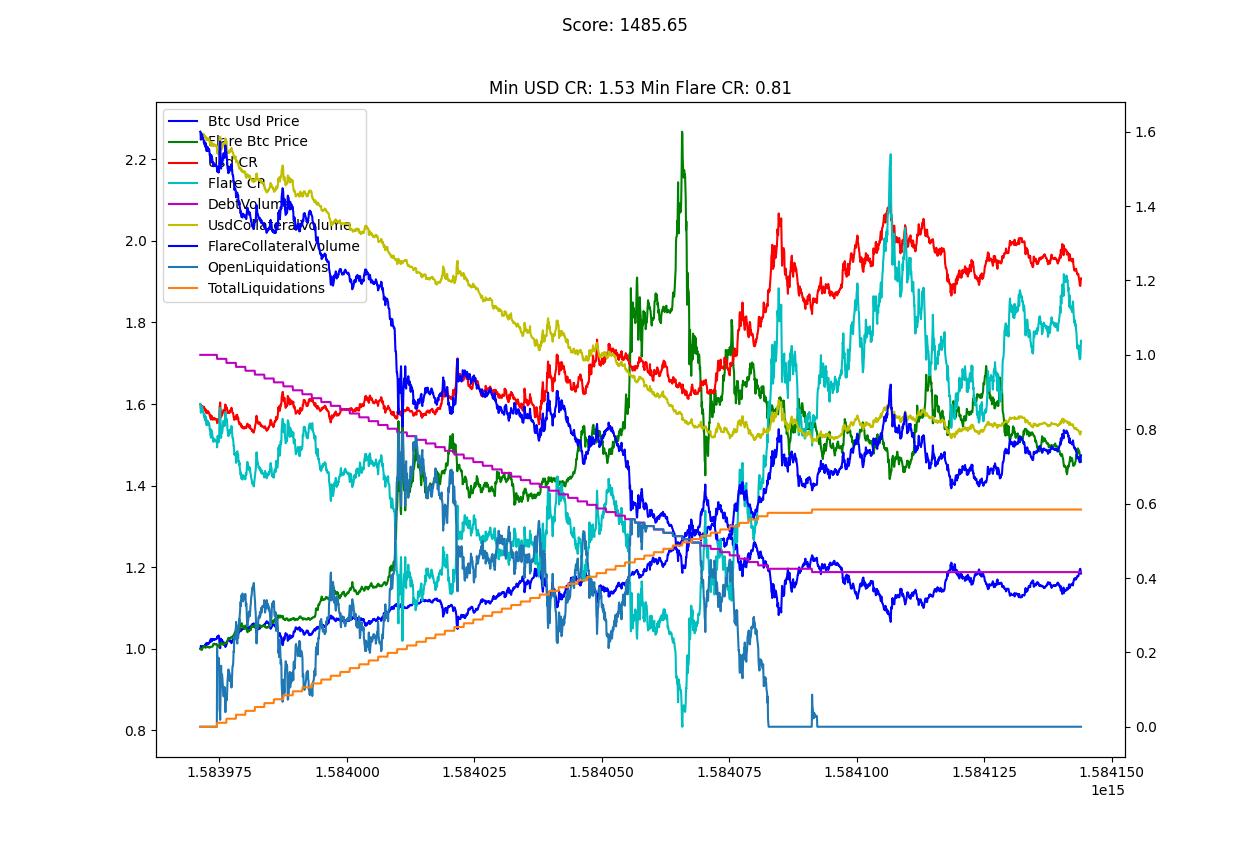 Score: 1485.65
Min USD CR: 1.53 Min Flare CR: 0.81
Btc Usd Price
Flare Btc Price
Usd CR
Flare CR
DebtVolume
UsdCollateralVolume
FlareCollateralVolume
OpenLiquidations
TotalLiquidations
2.2
2.0
1.8
1.6
1.4
1.2
1.0
0.8
1.6
1.4
1.2
1.0
0.8
0.6
0.4
0.2
0.0
1.583975 1.584000 1.584025 1.584050 1.584075 1.584100 1.584125 1.584150
1e15